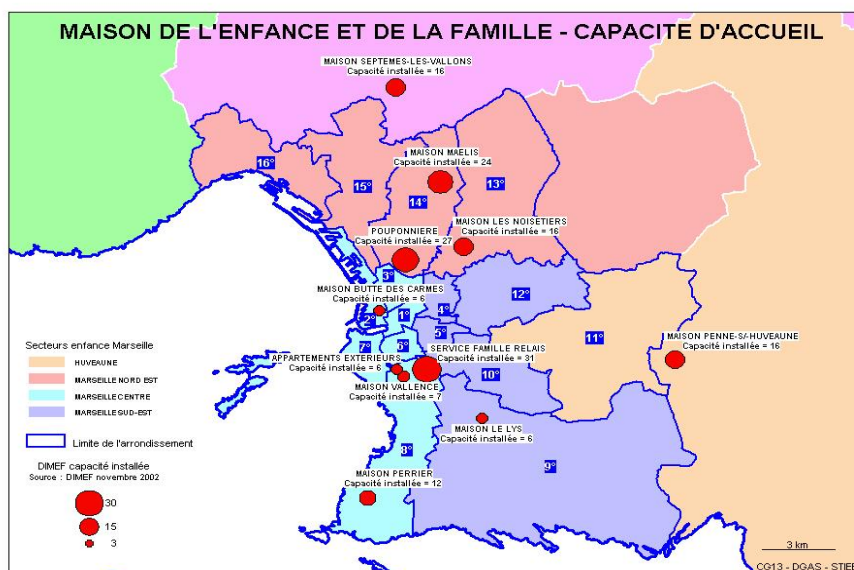 MAISON DE L'ENFANCE ET DE LA FAMILLE - CAPACITE D'ACCUEIL
MAISON SEPTEMES-LES-VALLONS
Capacité installée = 16
MAISON MAELIS
Capacité installée = 24
16°
15°
14°
13°
POUPONNIERE
Capacité installée = 27
MAISON LES NOISETIERS
Capacité installée = 16
3°
MAISON BUTTE DES CARMES
Capacité installée = 6
12°
2°
1°
4°
5°
11°
MAISON PENNE-S/-HUVEAUNE
Capacité installée = 16
7°
6°
SERVICE FAMILLE RELAIS
Capacité installée = 31
APPARTEMENTS EXTERIEURS
Capacité installée = 6
MAISON VALLENCE
Capacité installée = 7
10°
MAISON LE LYS
Capacité installée = 6
8°
9°
MAISON PERRIER
Capacité installée = 12
Secteurs enfance Marseille
HUVEAUNE
MARSEILLE NORD EST
MARSEILLE CENTRE
MARSEILLE SUD-EST
Limite de l'arrondissement
DIMEF capacité installée
Source : DIMEF novembre 2002
30
15
3
3 km
CG13 - DGAS - STIEE